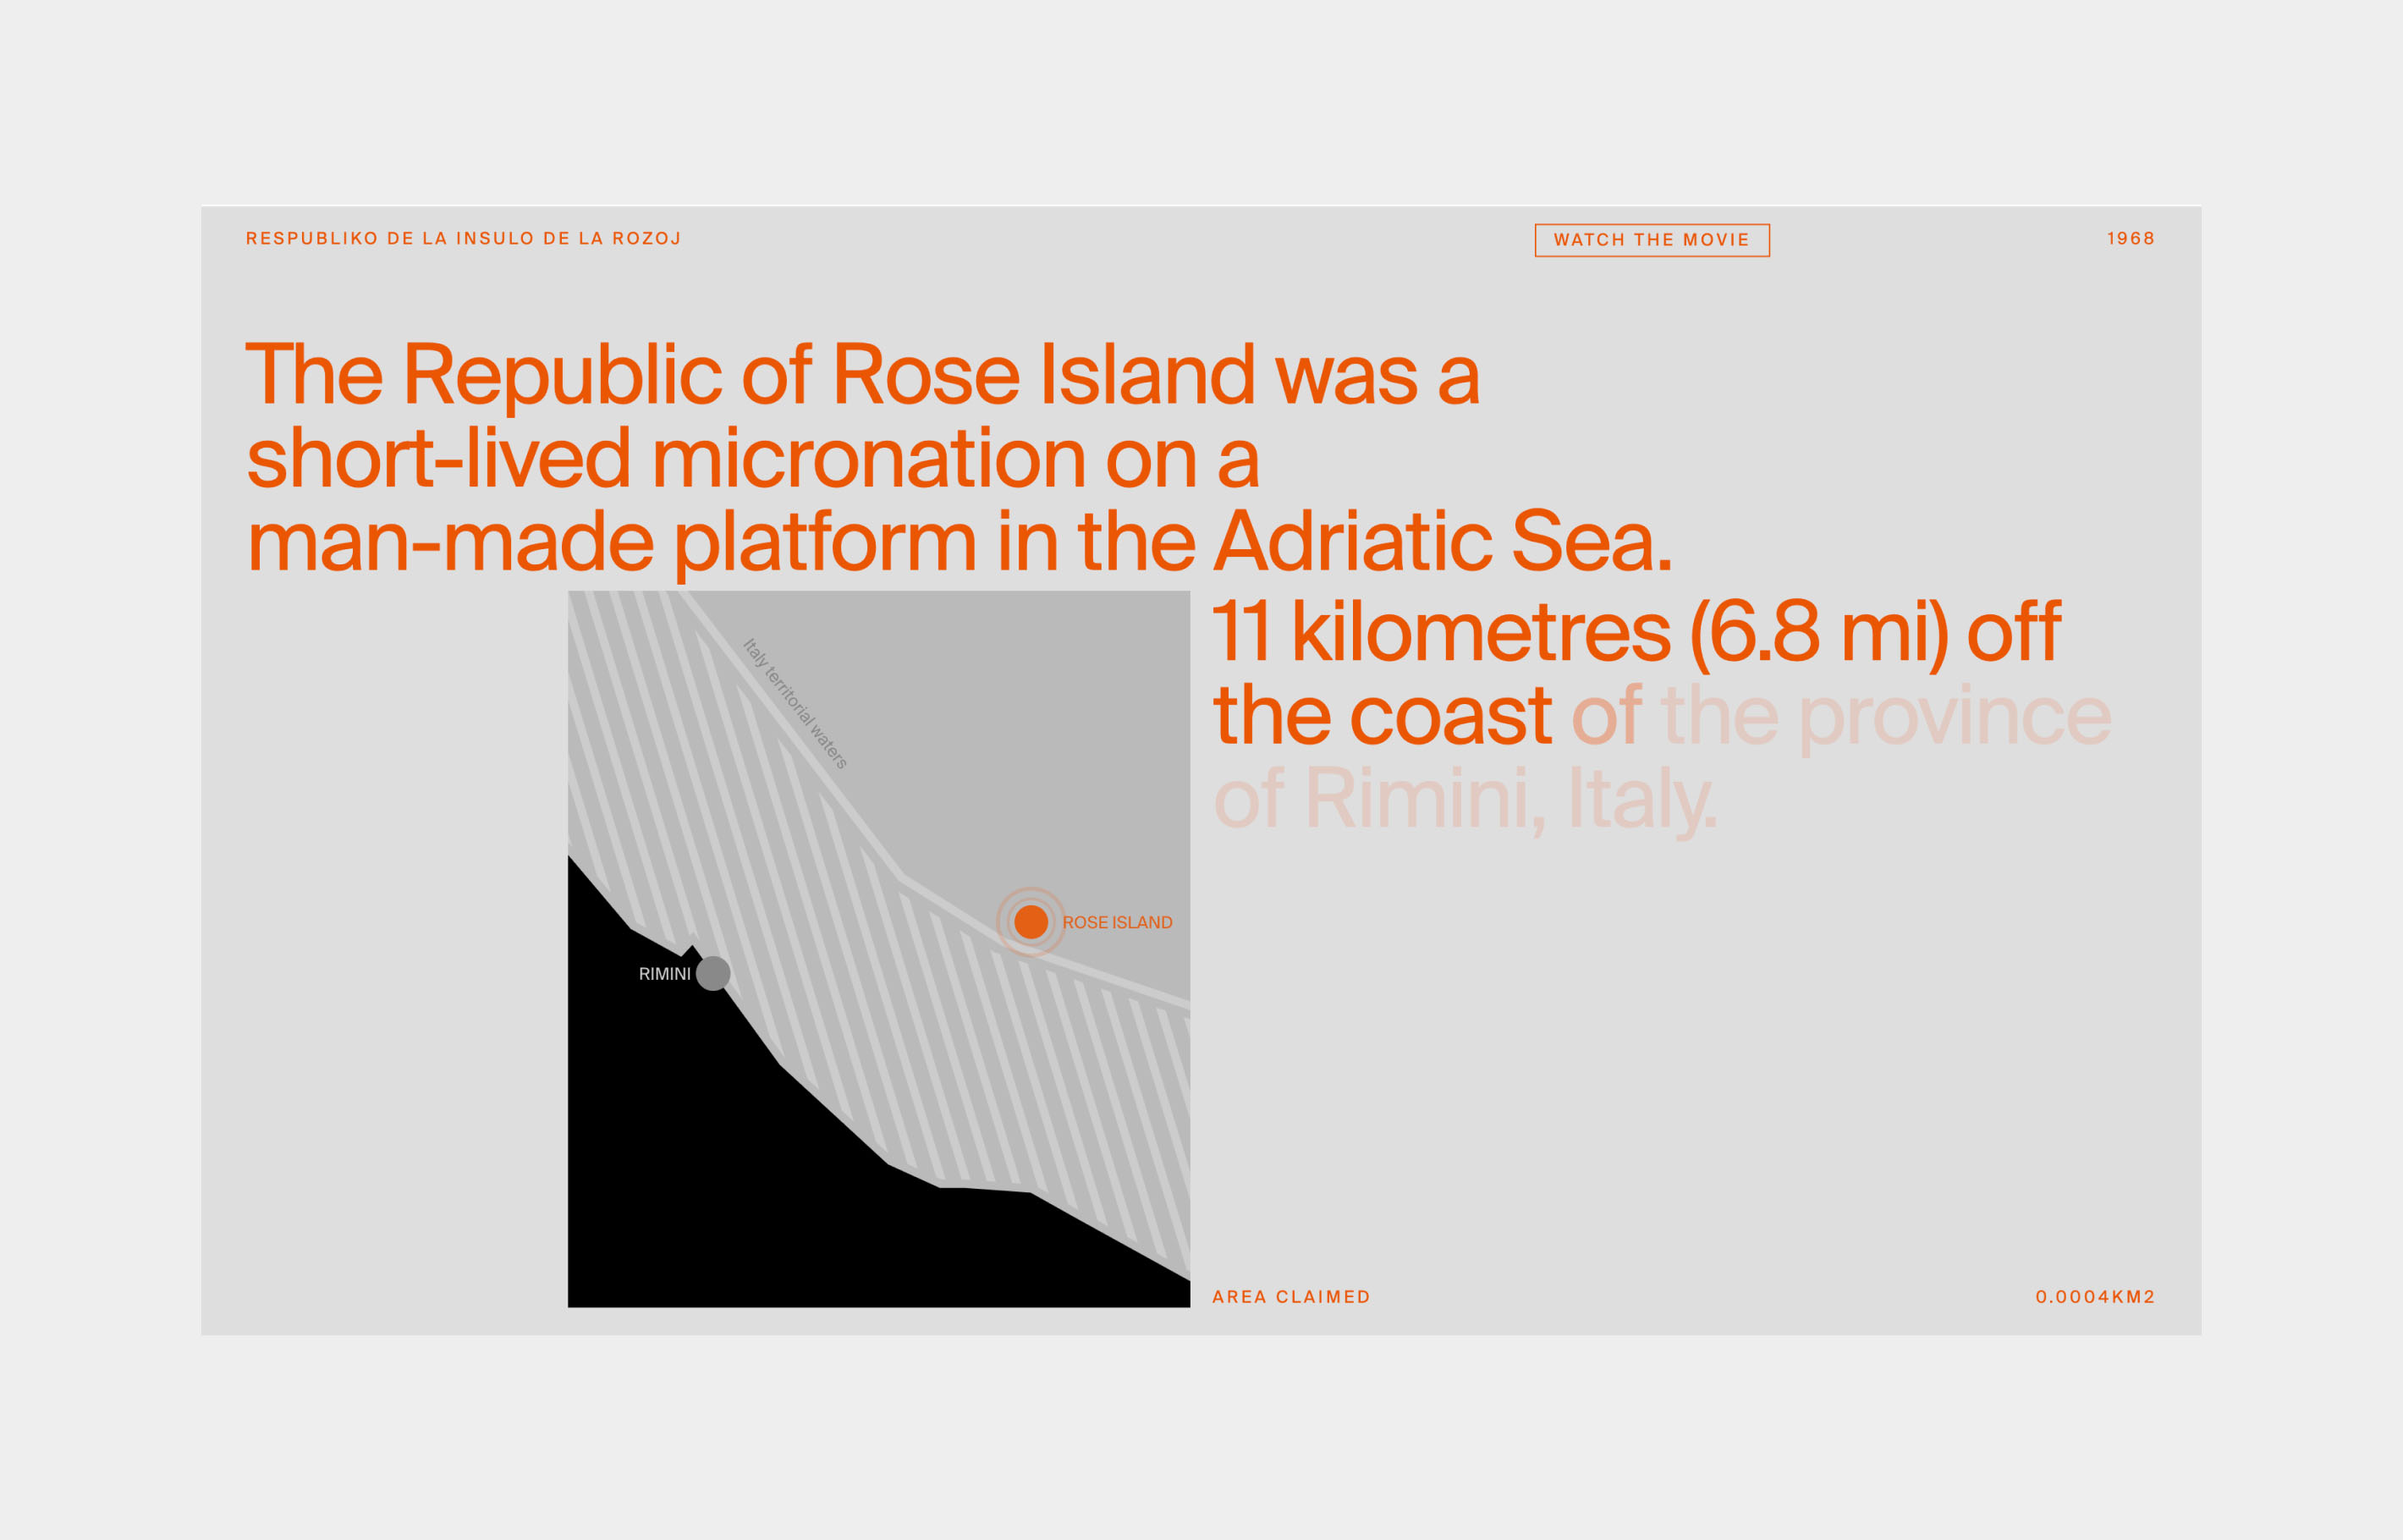 RESPUBLIKO DE LA INSULO DE LA ROZOJ
WATCH THE MOVIE
1968
The Republic of Rose Island was a
short-lived micronation on a
man-made platform in the Adriatic Sea.
11 kilometres (6.8 mi) off
the coast of the province
of Rimini, Italy.
Italy territorial waters
ROSE ISLAND
RIMINI
AREA CLAIMED
0.0004KM2